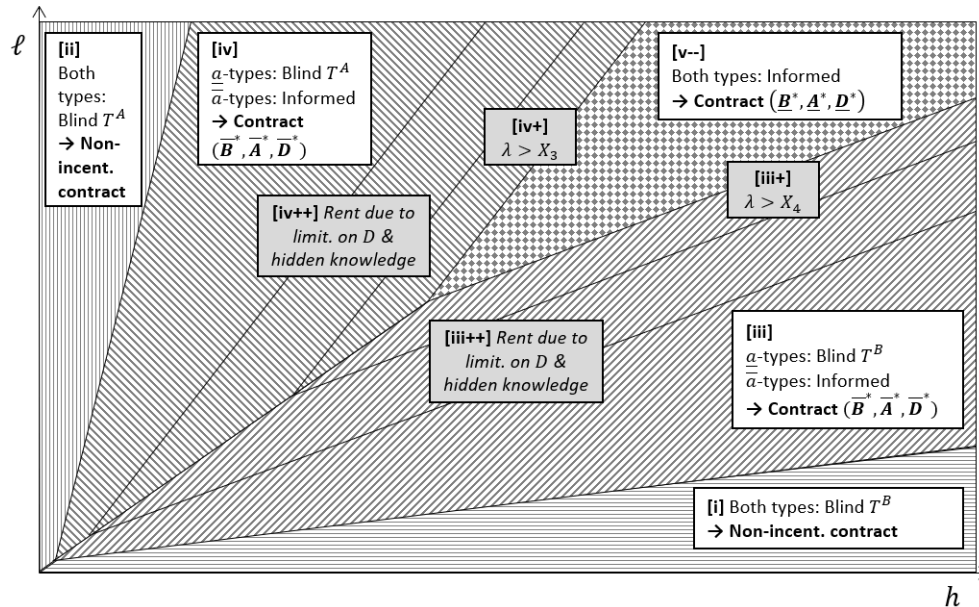 ℓ
[ii]
Both
types:
Blind T^A
→ Non-
incent.
contract
[iv]
a̲-types: Blind T^A
a̅-types: Informed
→ Contract
(B̅*, A̅*, D̅*)
[v--]
Both types: Informed
→ Contract (B̲*, A̲*, D̲*)
[iv+]
λ > X₃
[iii+]
λ > X₄
[iv++] Rent due to
limit. on D &
hidden knowledge
[iii++] Rent due to
limit. on D &
hidden knowledge
[iii]
a̲-types: Blind T^B
a̅-types: Informed
→ Contract (B̅*, A̅*, D̅*)
[i] Both types: Blind T^B
→ Non-incent. contract
h